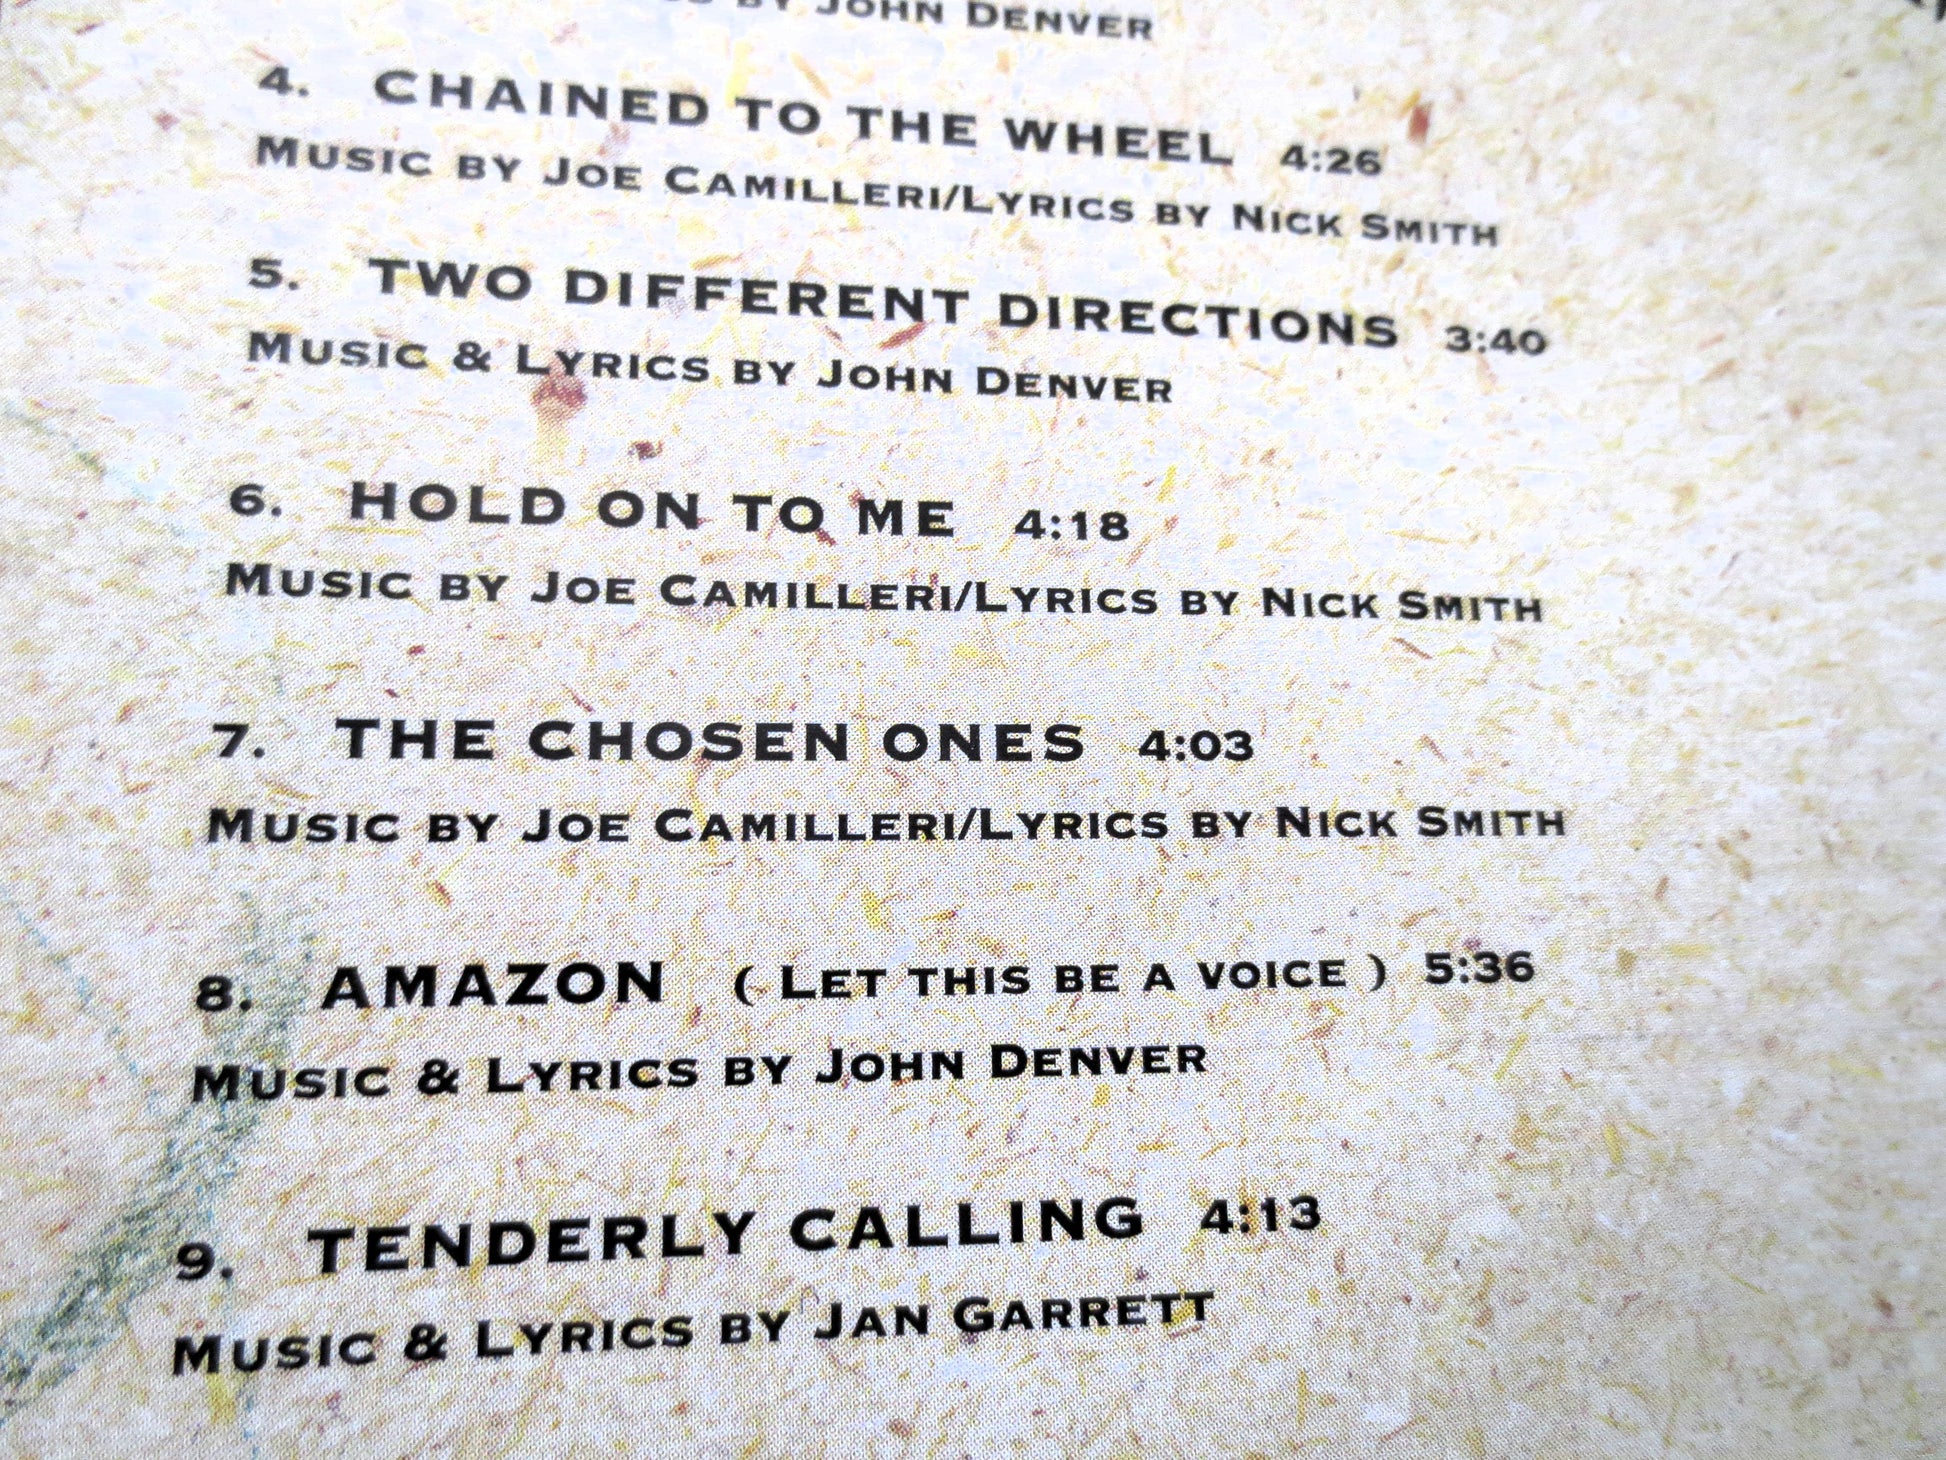 BY JOHN DENVER
4. CHAINED TO THE WHEEL 4:26
MUSIC BY JOE CAMILLERI/LYRICS BY NICK SMITH
5. TWO DIFFERENT DIRECTIONS 3:40
MUSIC & LYRICS BY JOHN DENVER
6. HOLD ON TO ME 4:18
MUSIC BY JOE CAMILLERI/LYRICS BY NICK SMITH
7. THE CHOSEN ONES 4:03
MUSIC BY JOE CAMILLERI/LYRICS BY NICK SMITH
8. AMAZON ( LET THIS BE A VOICE ) 5:36
MUSIC & LYRICS BY JOHN DENVER
9. TENDERLY CALLING 4:13
MUSIC & LYRICS BY JAN GARRETT